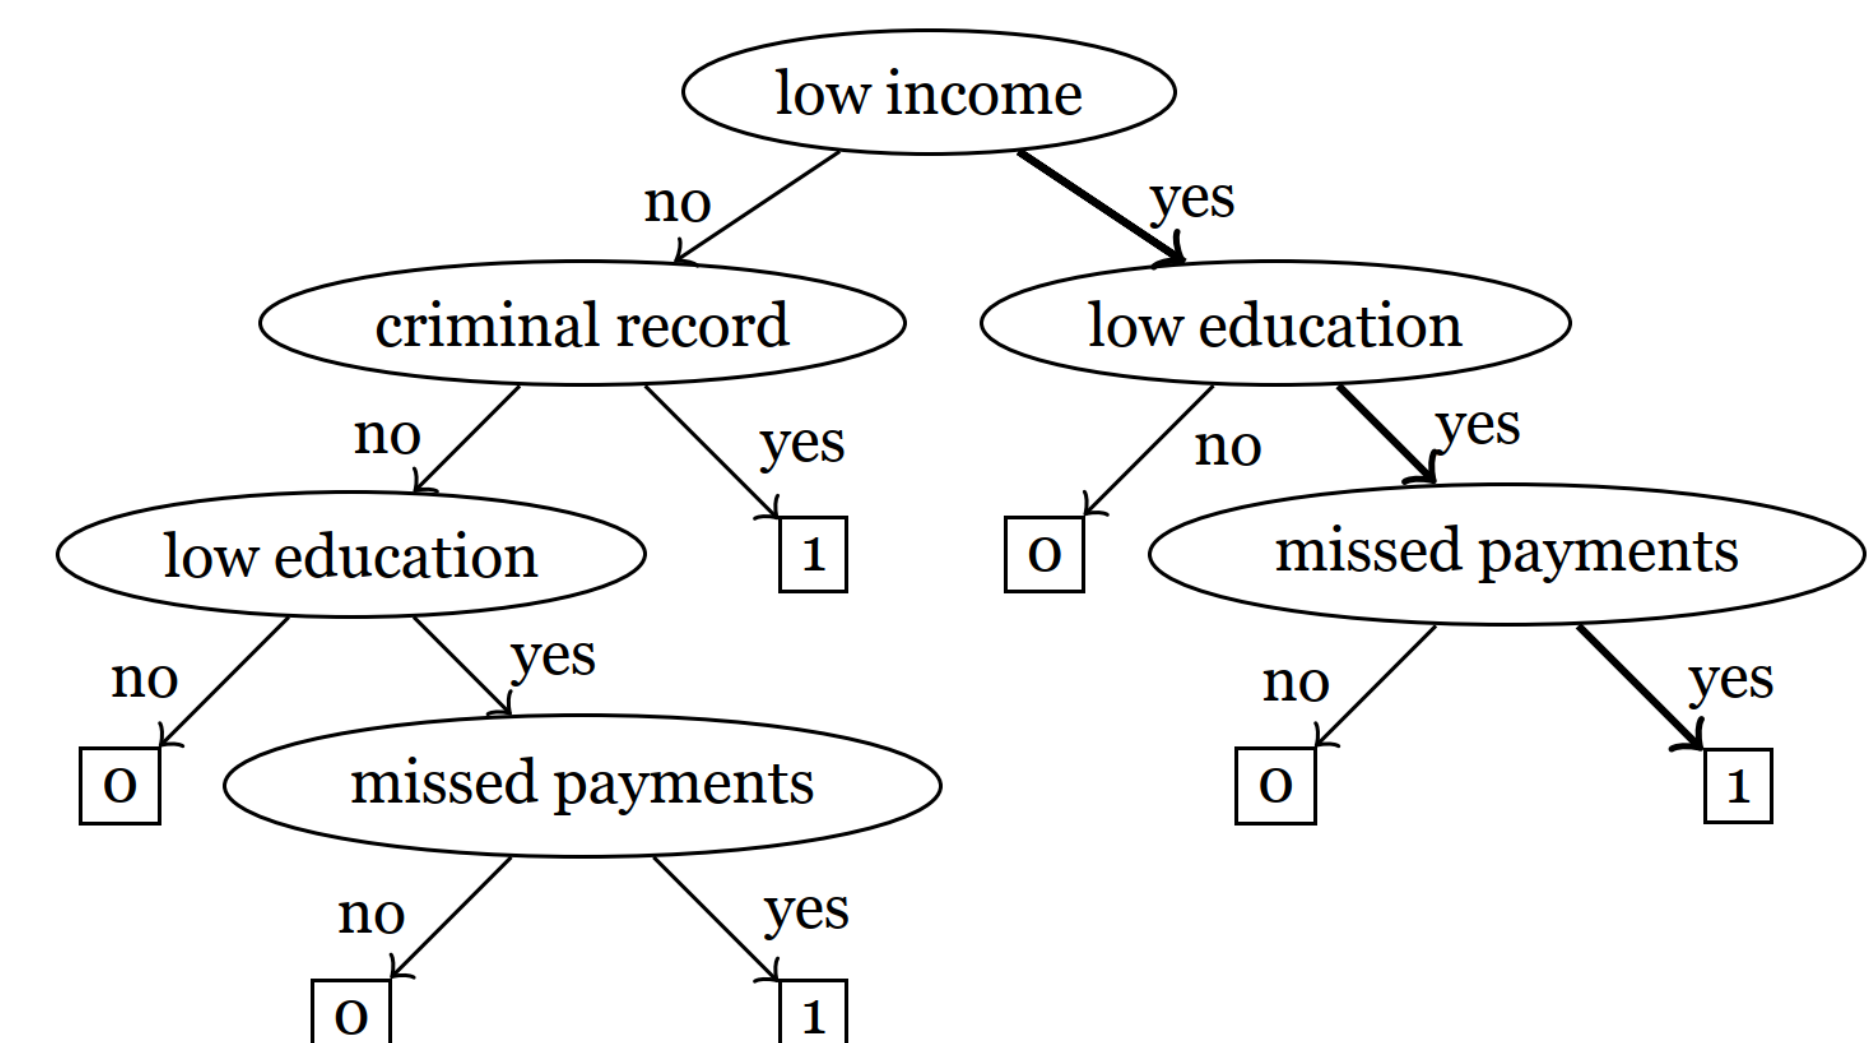 low income
no
yes
criminal record
low education
no
yes
no
yes
low education
1
0
missed payments
no
yes
no
yes
0
missed payments
0
1
no
yes
0
1